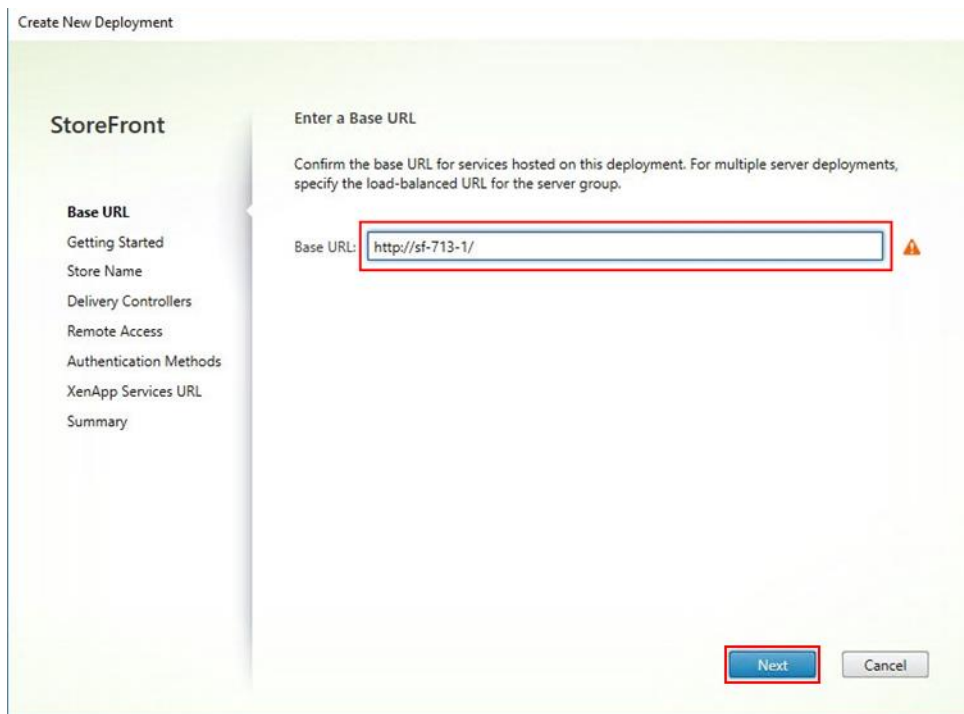 Create New Deployment
StoreFront
Base URL
Getting Started
Store Name
Delivery Controllers
Remote Access
Authentication Methods
XenApp Services URL
Summary
Enter a Base URL
Confirm the base URL for services hosted on this deployment. For multiple server deployments,
specify the load-balanced URL for the server group.
Base URL: http://sf-713-1/
Next Cancel